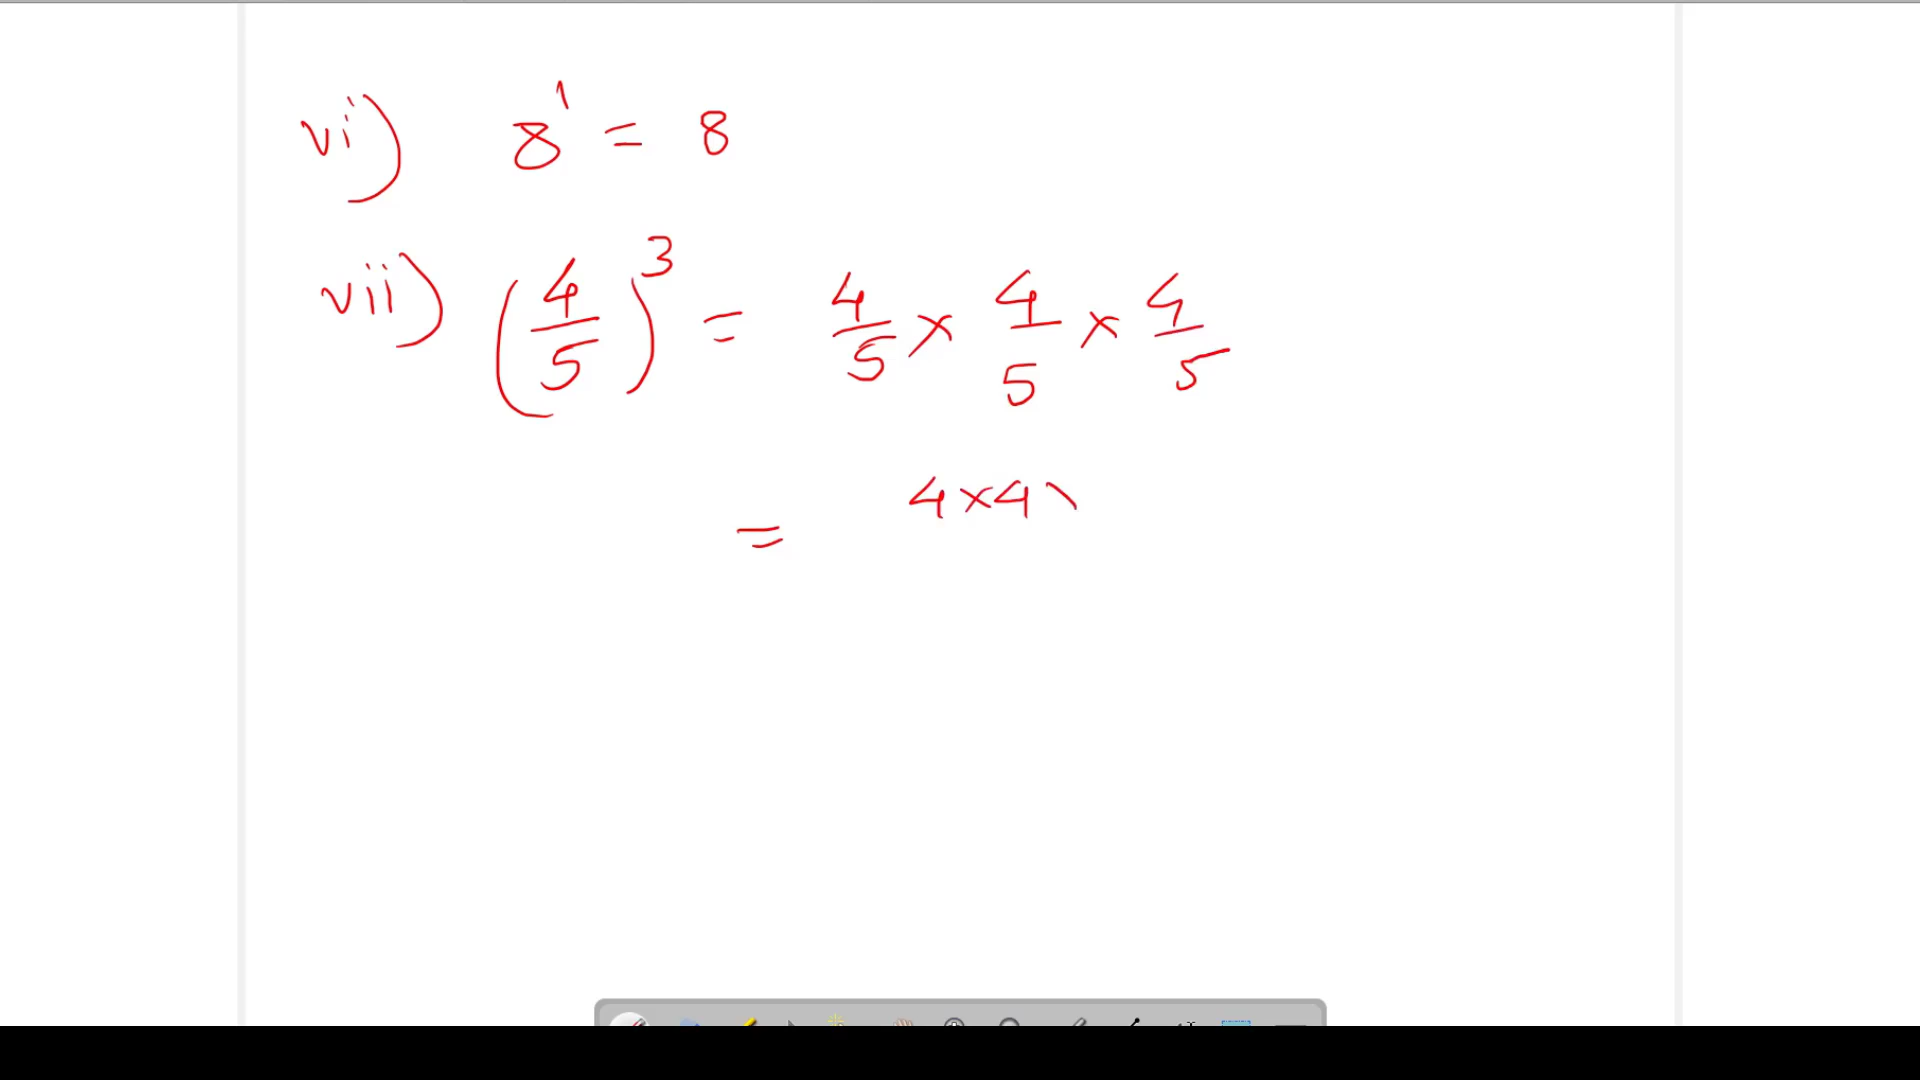 vi) 8¹ = 8
vii) (4/5)³ = 4/5 × 4/5 × 4/5
= 4×4